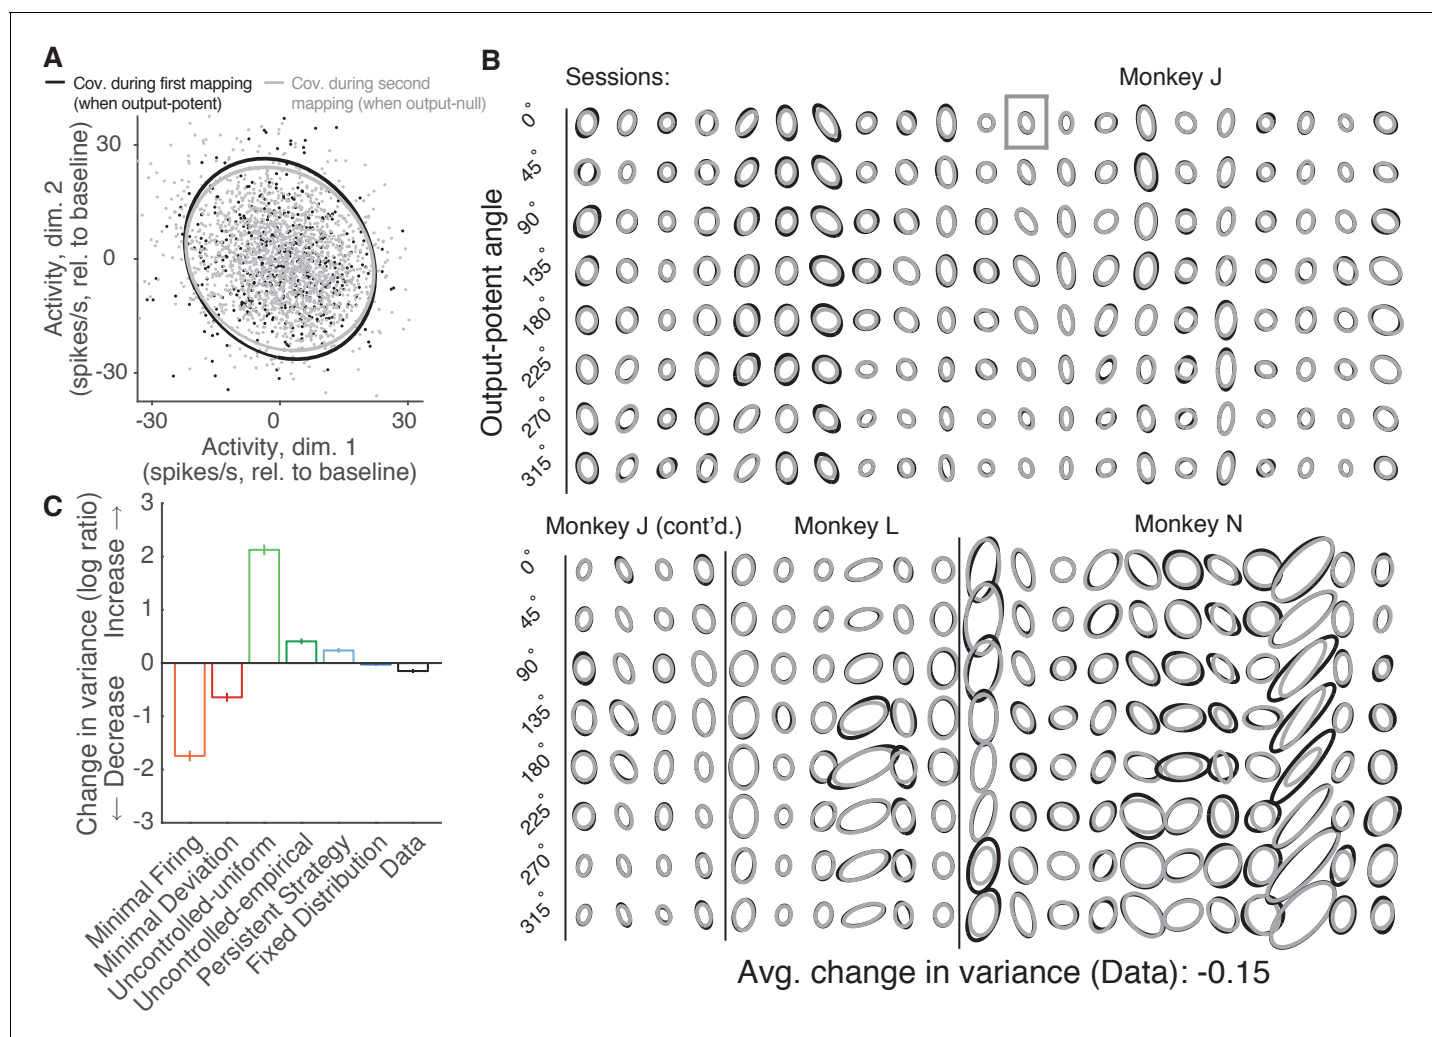 A
Cov. during first mapping
(when output-potent)
Cov. during second
mapping (when output-null)
Activity, dim. 2
(spikes/s, rel. to baseline)
30
0
-30
-30
0
30
Activity, dim. 1
(spikes/s, rel. to baseline)
B
Sessions:
Monkey J
Output-potent angle
0°
45°
90°
135°
180°
225°
270°
315°
Monkey J (cont'd.)
Monkey L
Monkey N
0°
45°
90°
135°
180°
225°
270°
315°
Avg. change in variance (Data): -0.15
C
Change in variance (log ratio)
← Decrease
Increase →
3
2
1
0
-1
-2
-3
Minimal Firing
Minimal Deviation
Uncontrolled-uniform
Uncontrolled-empirical
Persistent Strategy
Fixed Distribution
Data